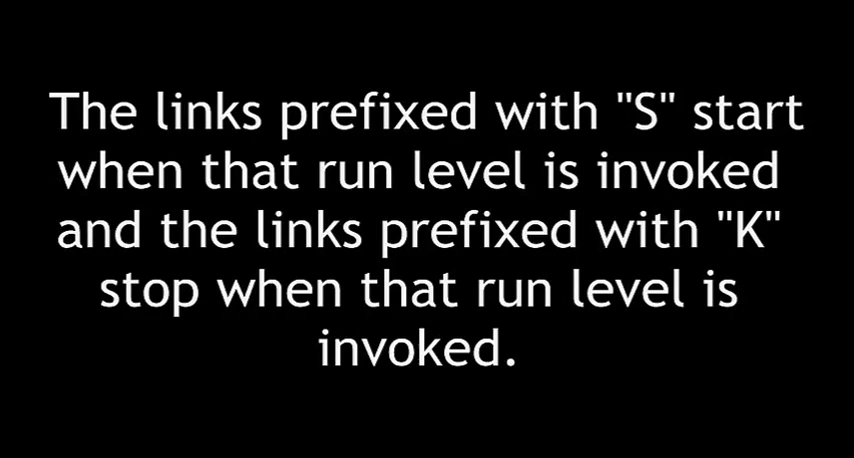 The links prefixed with "S" start
when that run level is invoked
and the links prefixed with "K"
stop when that run level is
invoked.